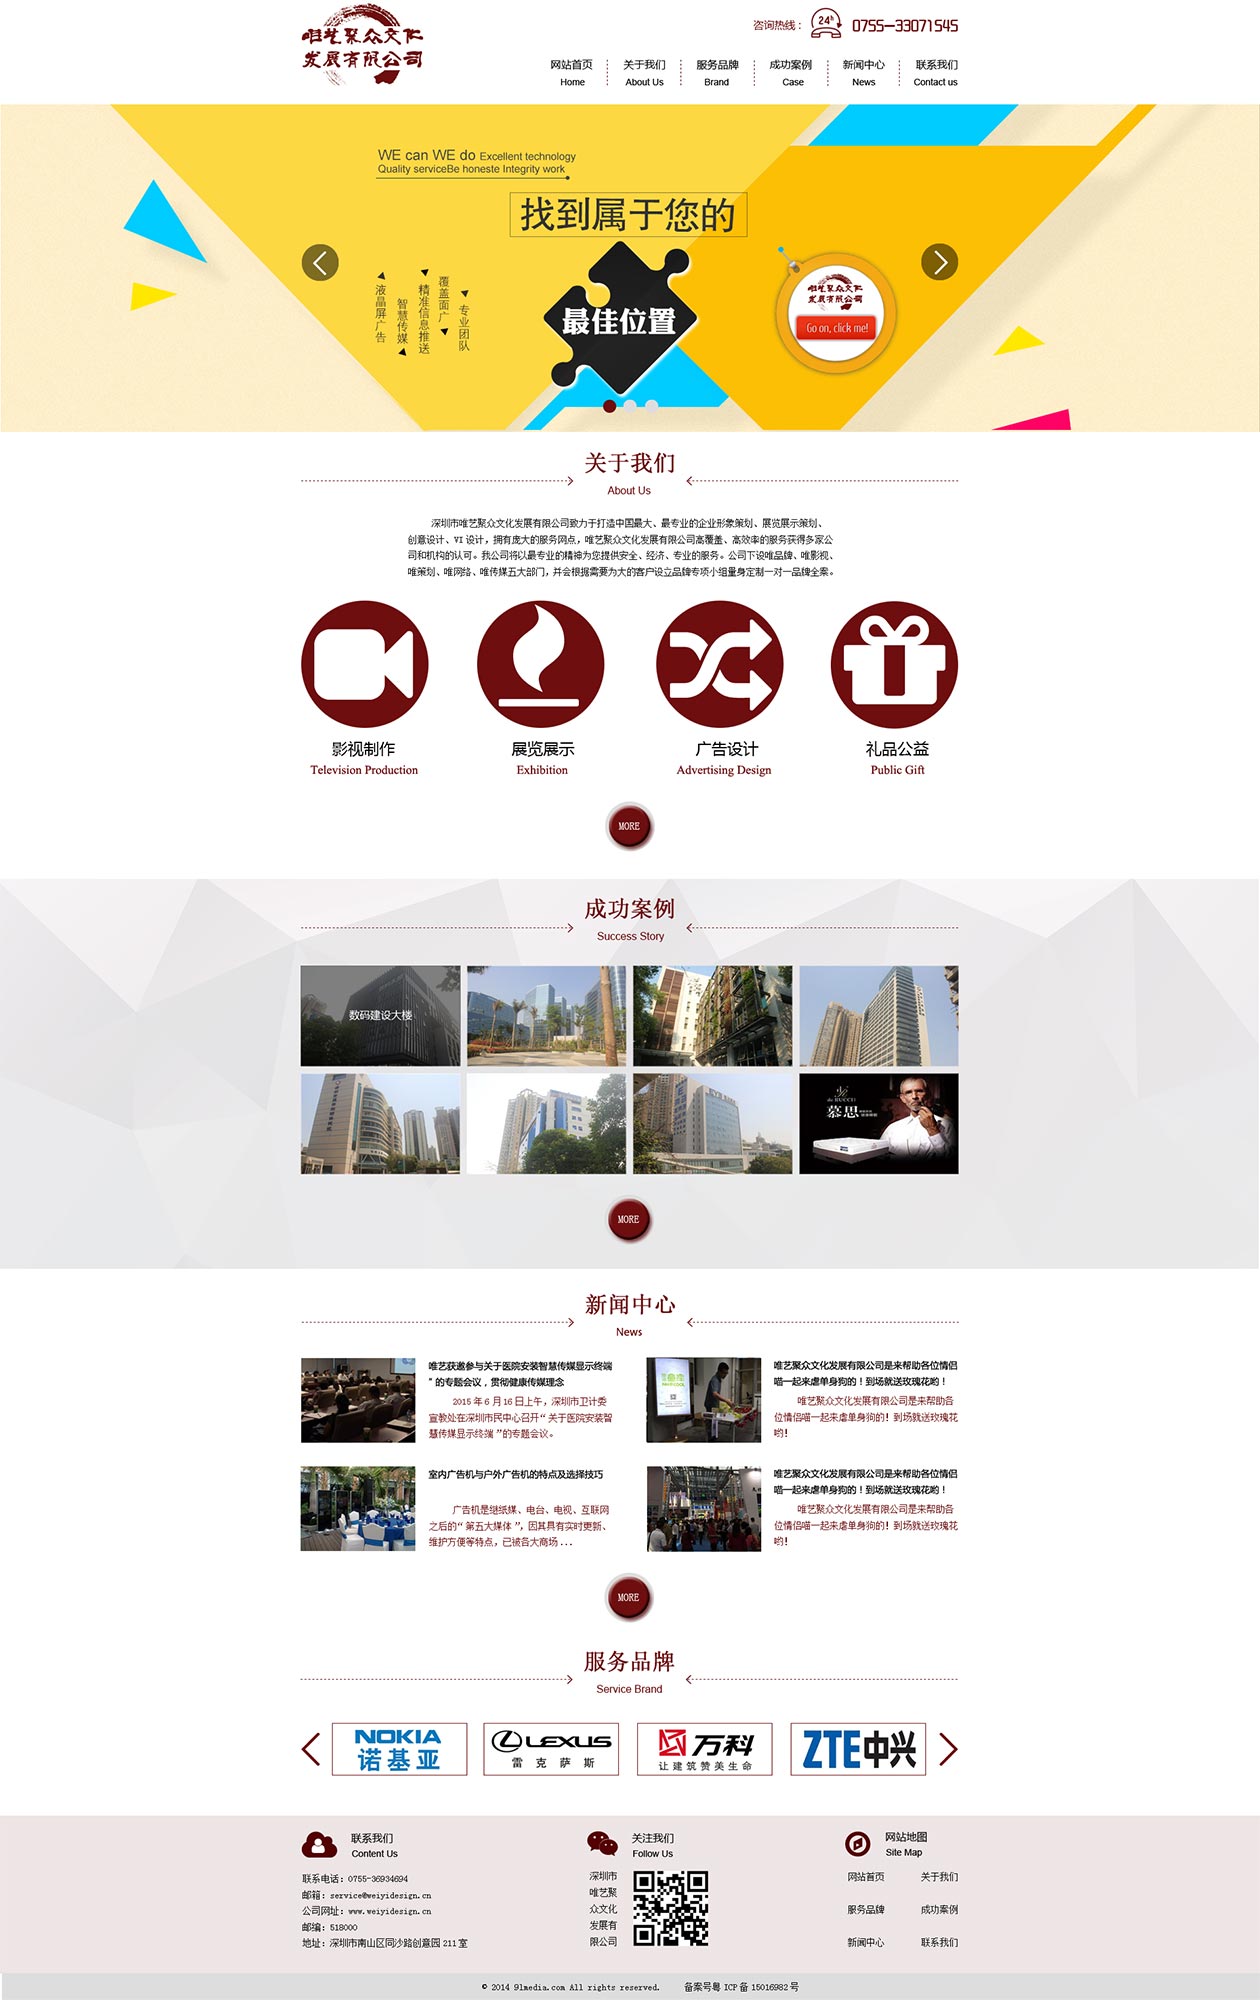 唯艺聚众文化
发展有限公司
咨询热线： 24h 0755-33071545
网站首页 关于我们 服务品牌 成功案例 新闻中心 联系我们
Home About Us Brand Case News Contact us
WE can WE do Excellent technology
Quality serviceBe honeste Integrity work
找到属于您的
最佳位置
液晶屏广告
智慧传媒
精准信息推送
覆盖面广
专业团队
唯艺聚众文化
发展有限公司
Go on, click me!
关于我们
About Us
深圳市唯艺聚众文化发展有限公司致力于打造中国最大、最专业的企业形象策划、展览展示策划、
创意设计、VI 设计，拥有庞大的服务网点，唯艺聚众文化发展有限公司高覆盖、高效率的服务获得多家公
司和机构的认可。我公司将以最专业的精神为您提供安全、经济、专业的服务。公司下设唯品牌、唯影视、
唯策划、唯网络、唯传媒五大部门，并会根据需要为大的客户设立品牌专项小组量身定制一对一品牌全案。
影视制作 展览展示 广告设计 礼品公益
Television Production Exhibition Advertising Design Public Gift
MORE
成功案例
Success Story
数码建设大楼
慕思
MORE
新闻中心
News
唯艺获邀参与关于医院安装智慧传媒显示终端
"的专题会议，贯彻健康传媒理念
2015 年 6 月 16 日上午，深圳市卫计委
宣教处在深圳市民中心召开“ 关于医院安装智
慧传媒显示终端 ”的专题会议。
唯艺聚众文化发展有限公司是来帮助各位情侣
喵一起来虐单身狗的！到场就送玫瑰花哟！
唯艺聚众文化发展有限公司是来帮助各
位情侣喵一起来虐单身狗的！到场就送玫瑰花
哟！
室内广告机与户外广告机的特点及选择技巧
广告机是继纸媒、电台、电视、互联网
之后的“ 第五大媒体 ”，因其具有实时更新、
维护方便等特点，已被各大商场 ...
唯艺聚众文化发展有限公司是来帮助各位情侣
喵一起来虐单身狗的！到场就送玫瑰花哟！
唯艺聚众文化发展有限公司是来帮助各
位情侣喵一起来虐单身狗的！到场就送玫瑰花
哟！
MORE
服务品牌
Service Brand
NOKIA
诺基亚
LEXUS
雷克萨斯
万科
让建筑赞美生命
ZTE中兴
联系我们
Content Us
联系电话：0755-36934694
邮箱：service@weiyidesign.cn
公司网址：www.weiyidesign.cn
邮编：518000
地址：深圳市南山区同沙路创意园 211 室
关注我们
Follow Us
深圳市
唯艺聚
众文化
发展有
限公司
网站地图
Site Map
网站首页 关于我们
服务品牌 成功案例
新闻中心 联系我们
© 2014 91media.com All rights reserved. 备案号粤 ICP 备 15016982 号